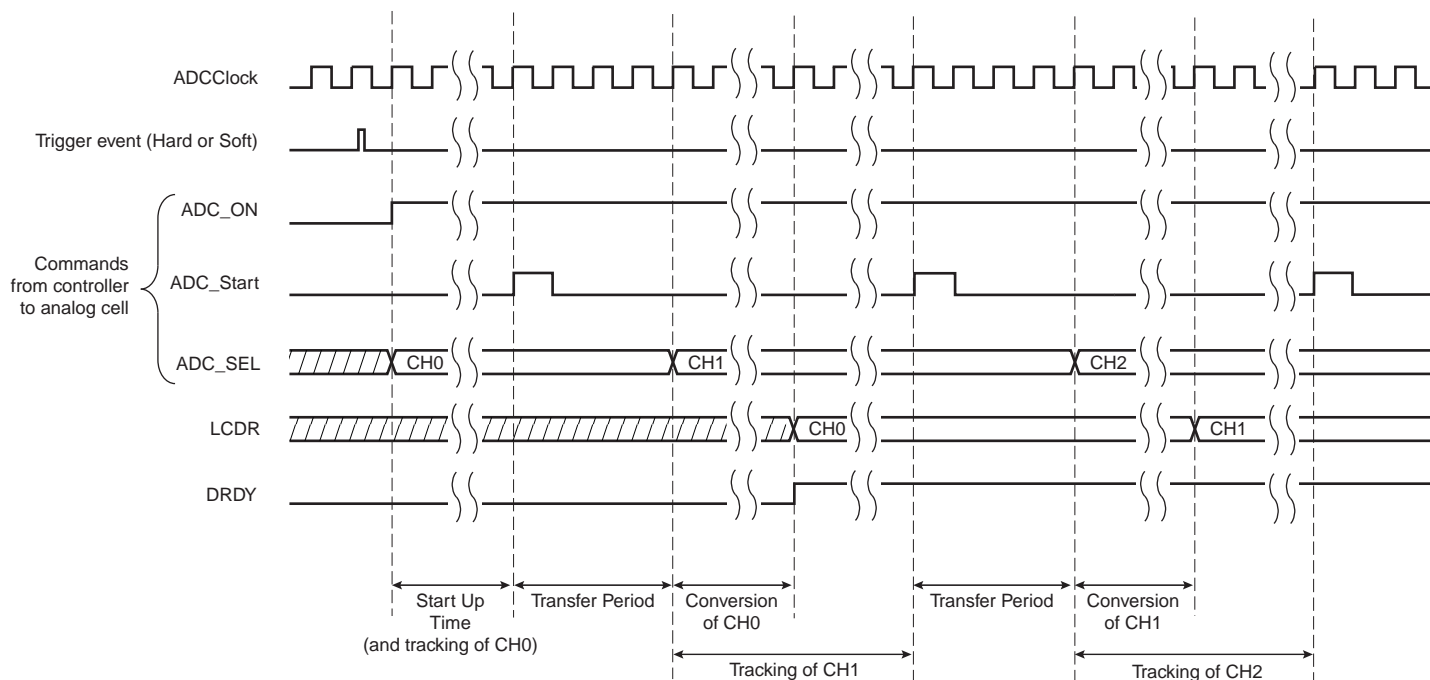 ADCClock
Trigger event (Hard or Soft)
ADC_ON
Commands
from controller
to analog cell
ADC_Start
ADC_SEL
CH0
CH1
CH2
LCDR
CH0
CH1
DRDY
Start Up
Time
(and tracking of CH0)
Transfer Period
Conversion
of CH0
Transfer Period
Conversion
of CH1
Tracking of CH1
Tracking of CH2